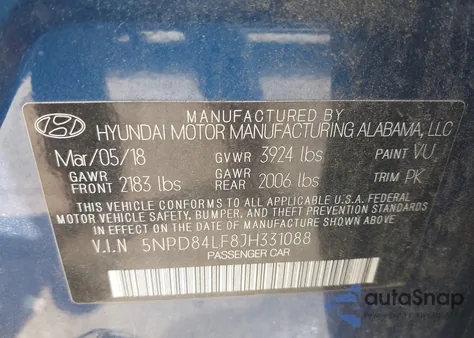 MANUFACTURED BY
HYUNDAI MOTOR MANUFACTURING ALABAMA, LLC
Mar/05/18 GVWR 3924 lbs PAINT VU
GAWR FRONT 2183 lbs GAWR REAR 2006 lbs TRIM PK
THIS VEHICLE CONFORMS TO ALL APPLICABLE U.S.A. FEDERAL
MOTOR VEHICLE SAFETY, BUMPER, AND THEFT PREVENTION STANDARDS
IN EFFECT ON THE DATE OF MANUFACTURE SHOWN ABOVE.
V.I.N 5NPD84LF8JH331088
PASSENGER CAR
autoSnap